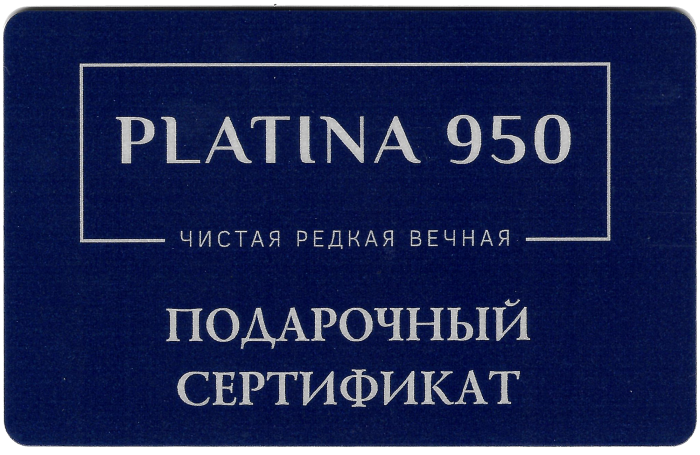 PLATINA 950
ЧИСТАЯ РЕДКАЯ ВЕЧНАЯ
ПОДАРОЧНЫЙ
СЕРТИФИКАТ